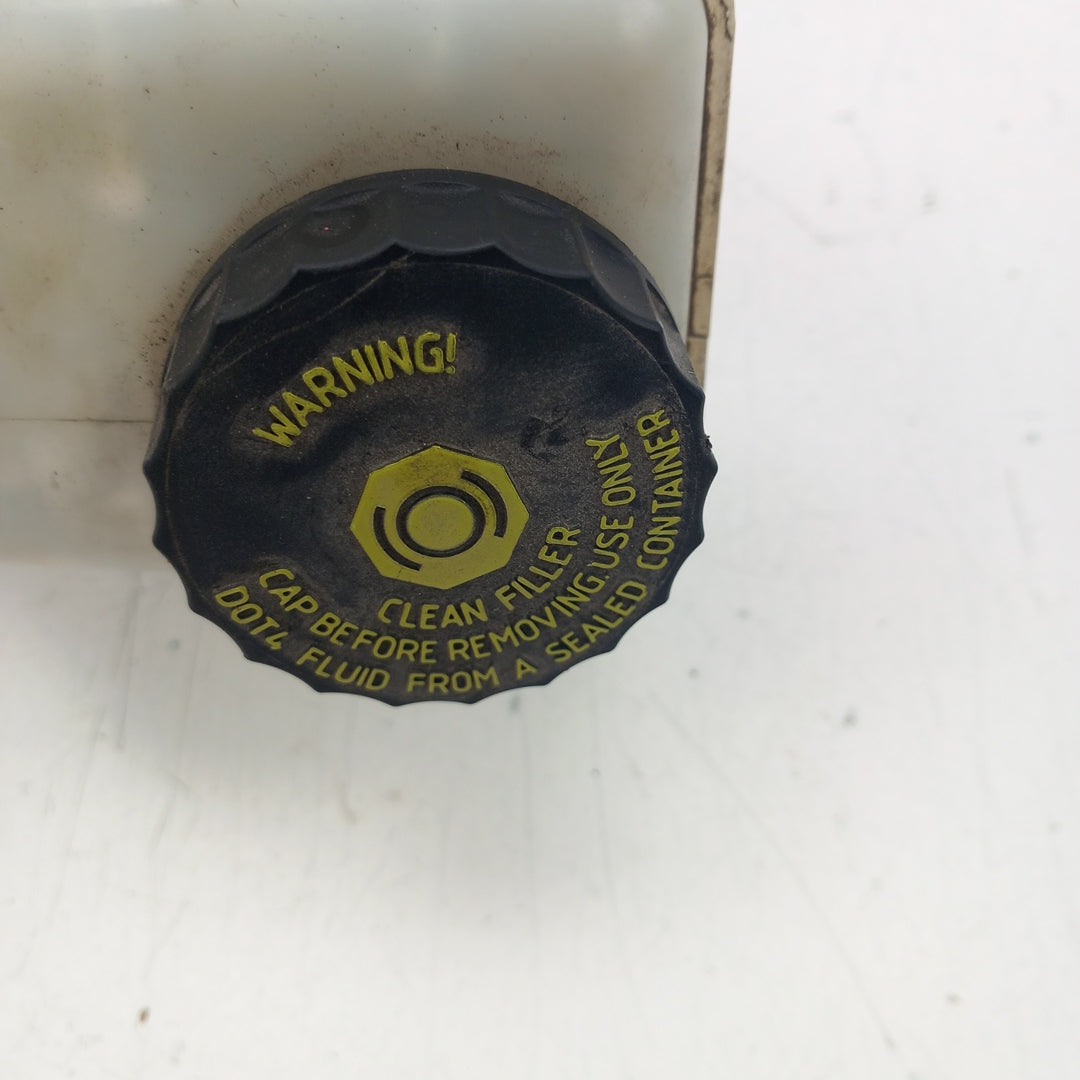 WARNING!
CLEAN FILLER
CAP BEFORE REMOVING.USE ONLY
DOT4 FLUID FROM A SEALED CONTAINER